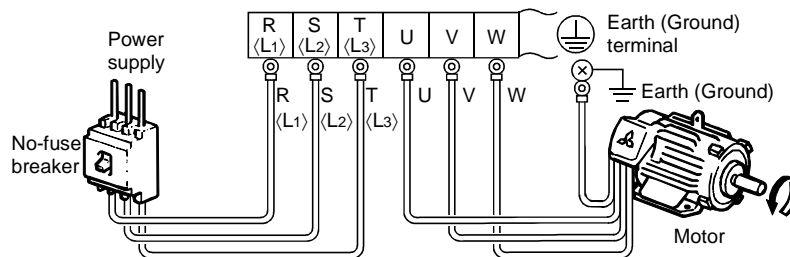 R S T U V W
⟨L1⟩ ⟨L2⟩ ⟨L3⟩
Earth (Ground)
terminal
Power
supply
R S T U V W
⟨L1⟩ ⟨L2⟩ ⟨L3⟩
Earth (Ground)
No-fuse
breaker
Motor